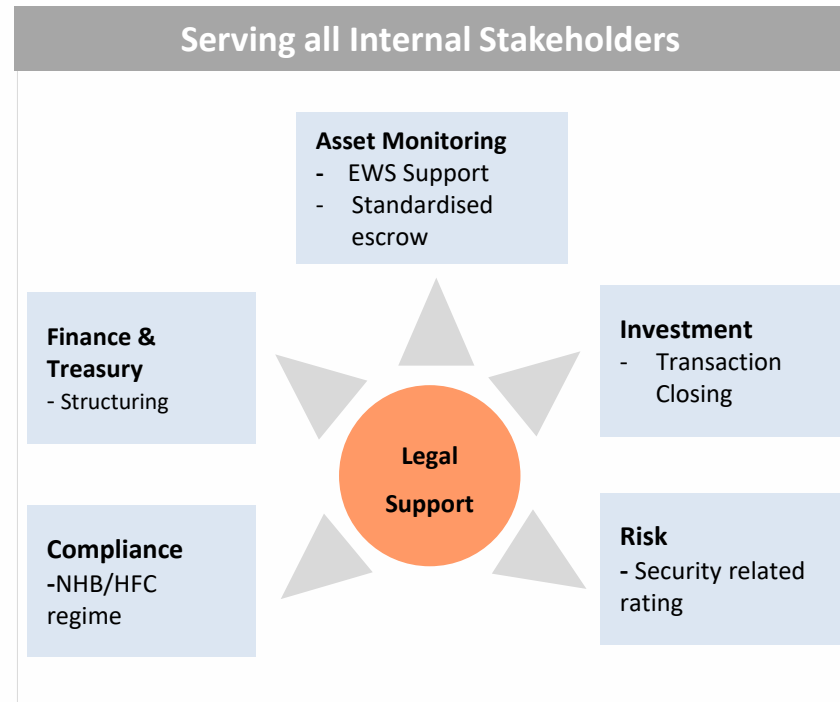 Serving all Internal Stakeholders
Asset Monitoring
- EWS Support
- Standardised
escrow
Finance &
Treasury
- Structuring
Investment
- Transaction
Closing
Legal
Support
Compliance
-NHB/HFC
regime
Risk
- Security related
rating